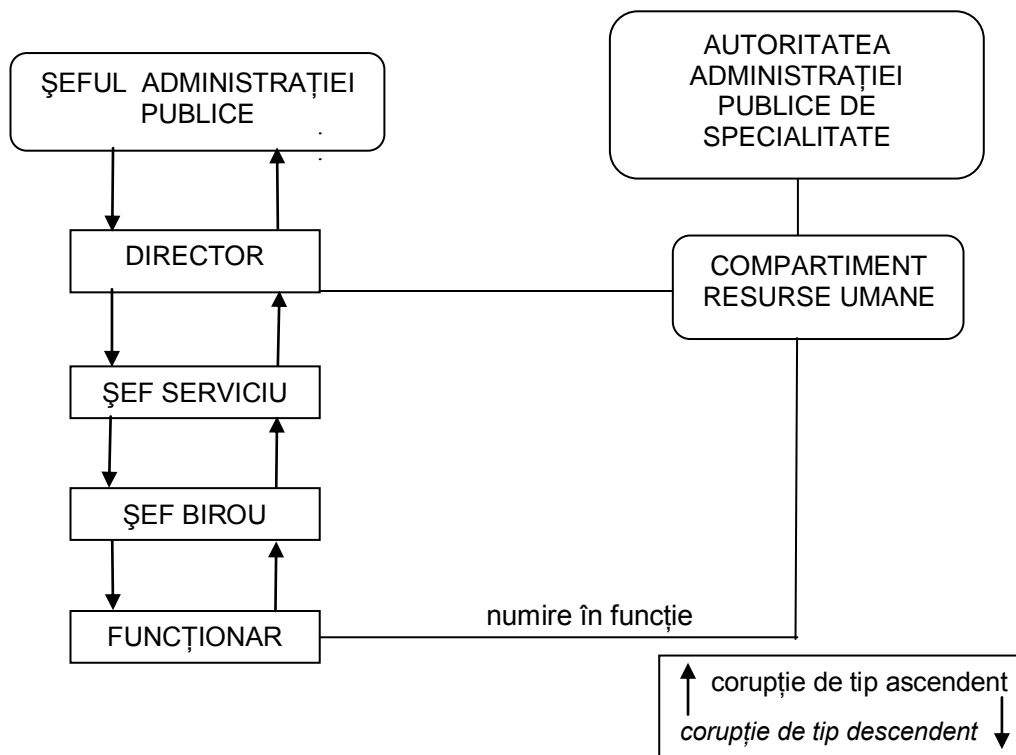 ŞEFUL ADMINISTRAȚIEI
PUBLICE
AUTORITATEA
ADMINISTRAȚIEI
PUBLICE DE
SPECIALITATE
DIRECTOR
COMPARTIMENT
RESURSE UMANE
ŞEF SERVICIU
ŞEF BIROU
FUNCȚIONAR
numire în funcție
corupție de tip ascendent
corupție de tip descendent